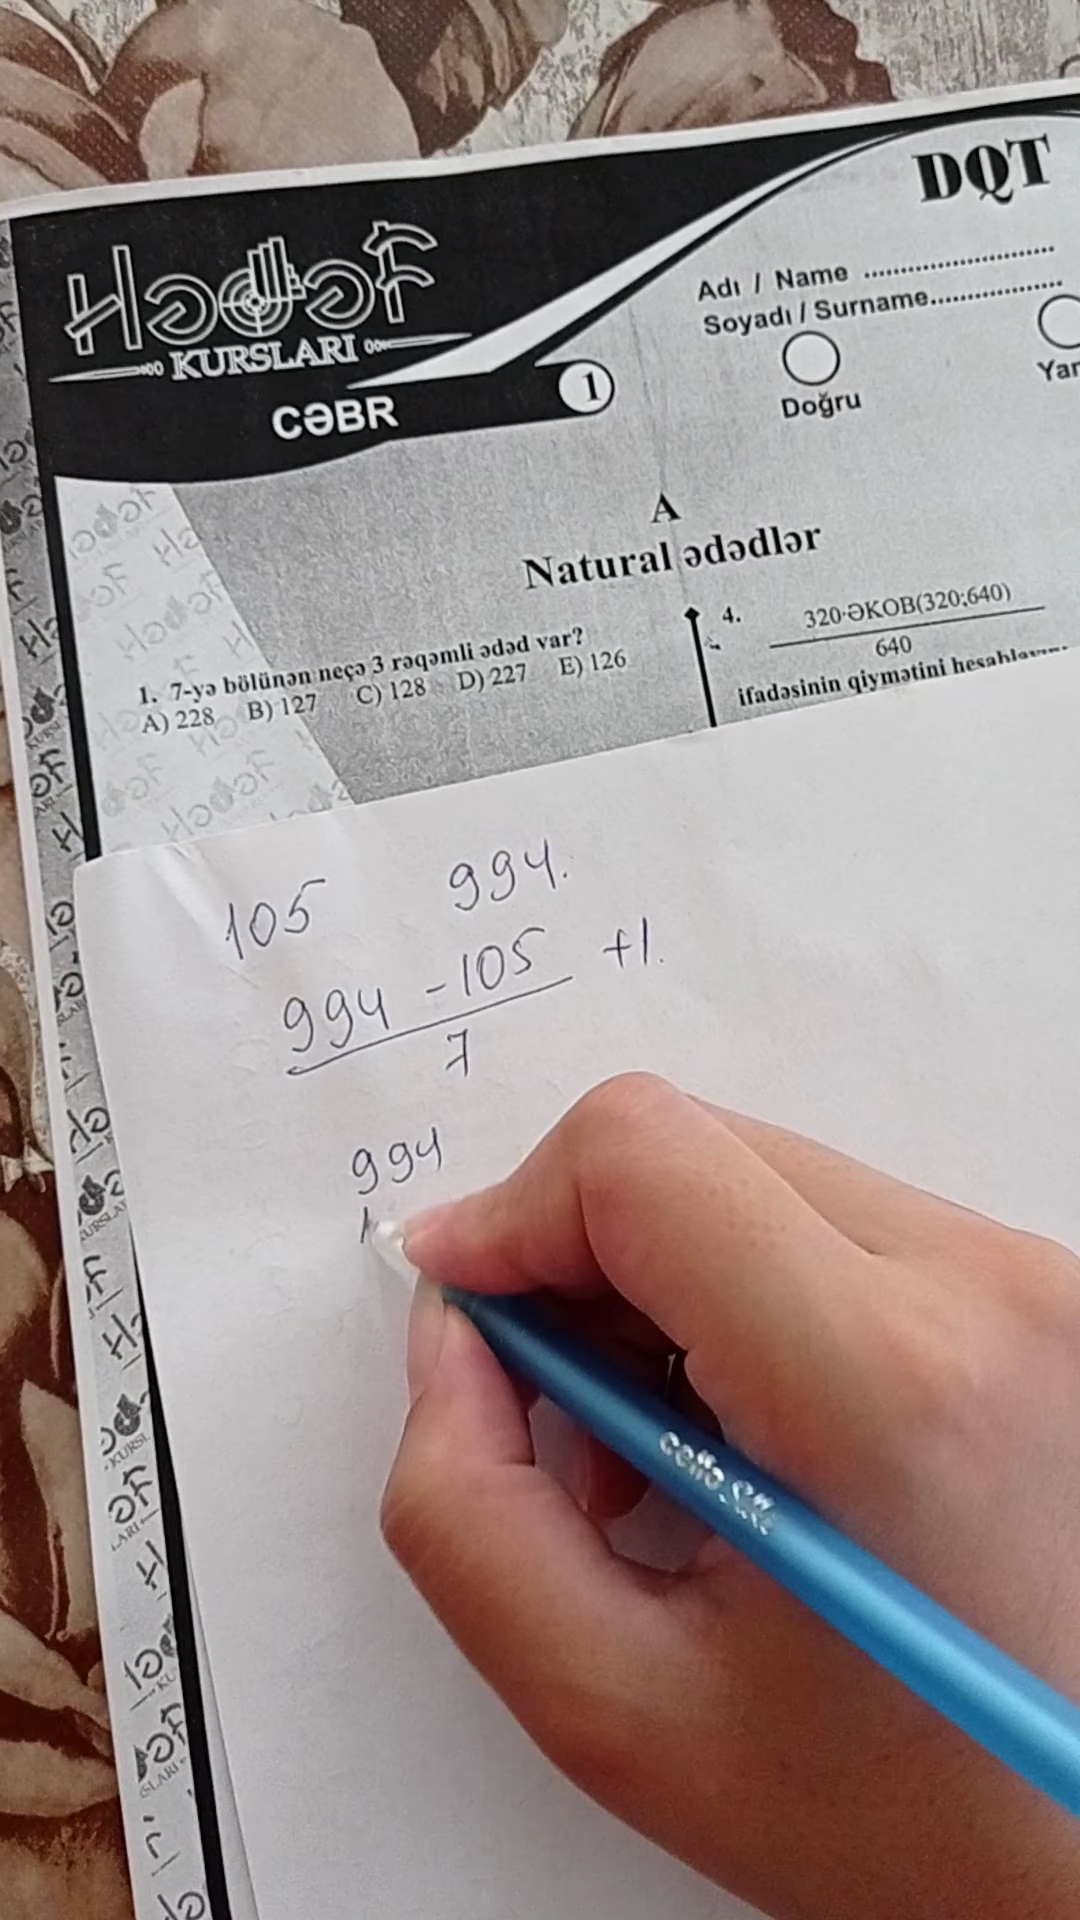 DQT
Hədəf
KURSLARI
CƏBR
1
Adı / Name
Soyadı / Surname
Doğru
Yar
A
Natural ədədlər
1. 7-yə bölünən neçə 3 rəqəmli ədəd var?
A) 228 B) 127 C) 128 D) 227 E) 126
4. 320·ƏKOB(320;640)
640
ifadəsinin qiymətini
105 994.
994 - 105 +1.
7
994
1
cello